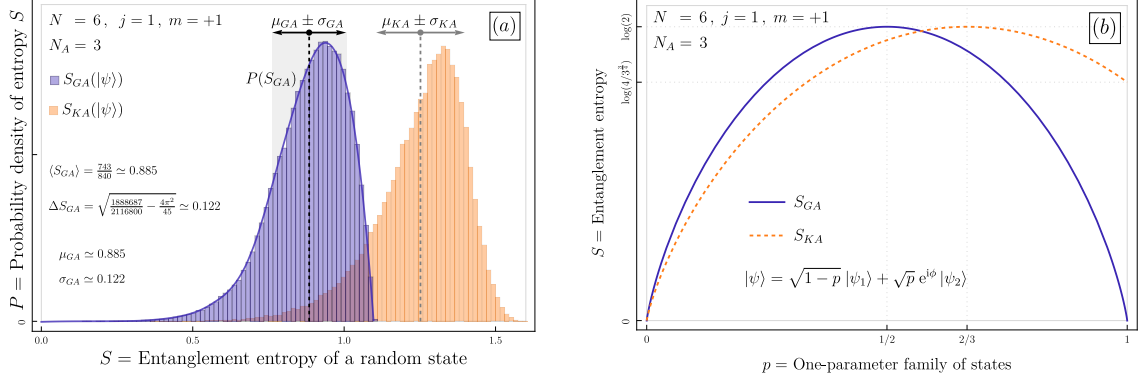 P = Probability density of entropy S
N = 6 , j = 1 , m = +1
N_A = 3
(a)
μ_GA ± σ_GA
μ_KA ± σ_KA
P(S_GA)
S_GA(|ψ⟩)
S_KA(|ψ⟩)
⟨S_GA⟩ = 743/840 ≃ 0.885
ΔS_GA = √(1888687/2116800 − 4π²/45) ≃ 0.122
μ_GA ≃ 0.885
σ_GA ≃ 0.122
0
0.0
0.5
1.0
1.5
S = Entanglement entropy of a random state
S = Entanglement entropy
N = 6 , j = 1 , m = +1
N_A = 3
(b)
log(2)
log(4/3^{3/4})
0
S_GA
S_KA
|ψ⟩ = √(1 − p) |ψ₁⟩ + √p e^{iϕ} |ψ₂⟩
0
1/2
2/3
1
p = One-parameter family of states